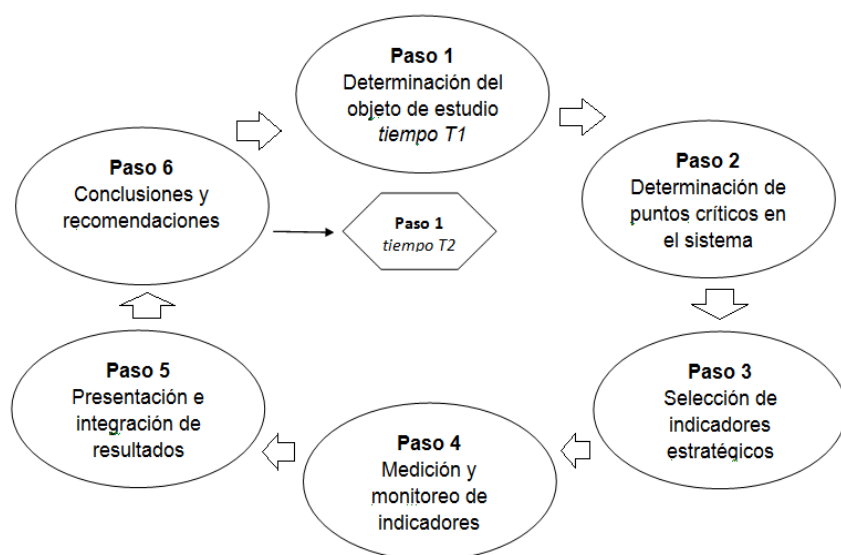 Paso 1
Determinación del
objeto de estudio
tiempo T1
Paso 2
Determinación de
puntos críticos en
el sistema
Paso 3
Selección de
indicadores
estratégicos
Paso 4
Medición y
monitoreo de
indicadores
Paso 5
Presentación e
integración de
resultados
Paso 6
Conclusiones y
recomendaciones
Paso 1
tiempo T2